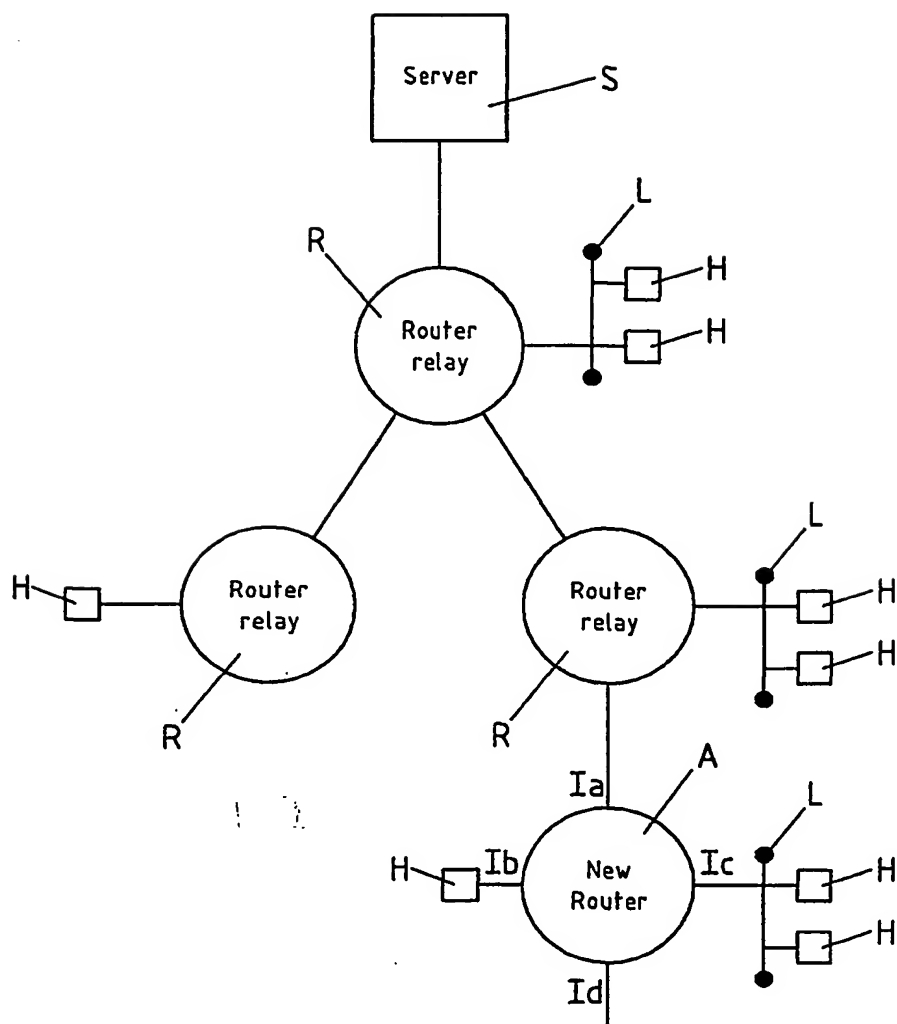 Server
S
L
R
H
Router
relay
H
L
H
Router
relay
Router
relay
H
H
R
R
A
Ia
L
H
Ib
Ic
H
New
Router
H
Id